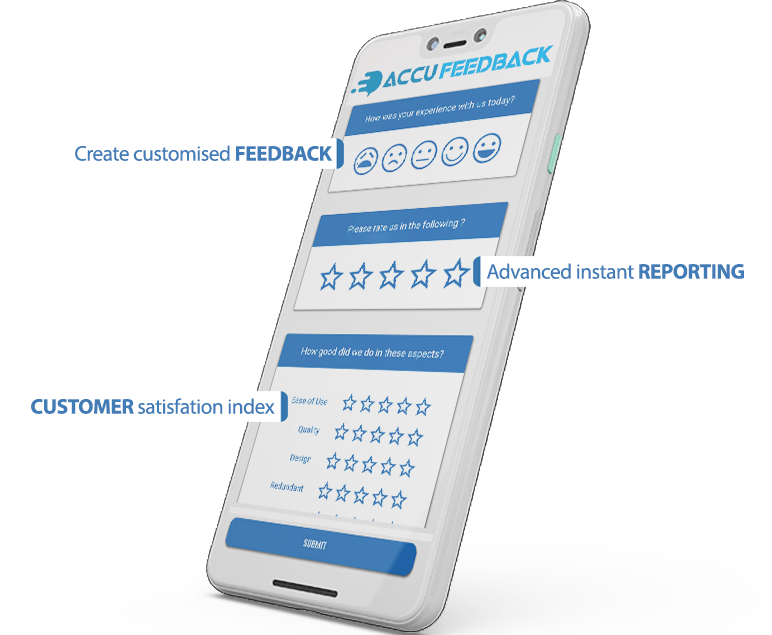 ACCU FEEDBACK
How was your experience with us today?
Create customised FEEDBACK
Please rate us in the following ?
Advanced instant REPORTING
How good did we do in these aspects?
CUSTOMER satisfation index
Ease of Use
Quality
Design
Redundant
SUBMIT